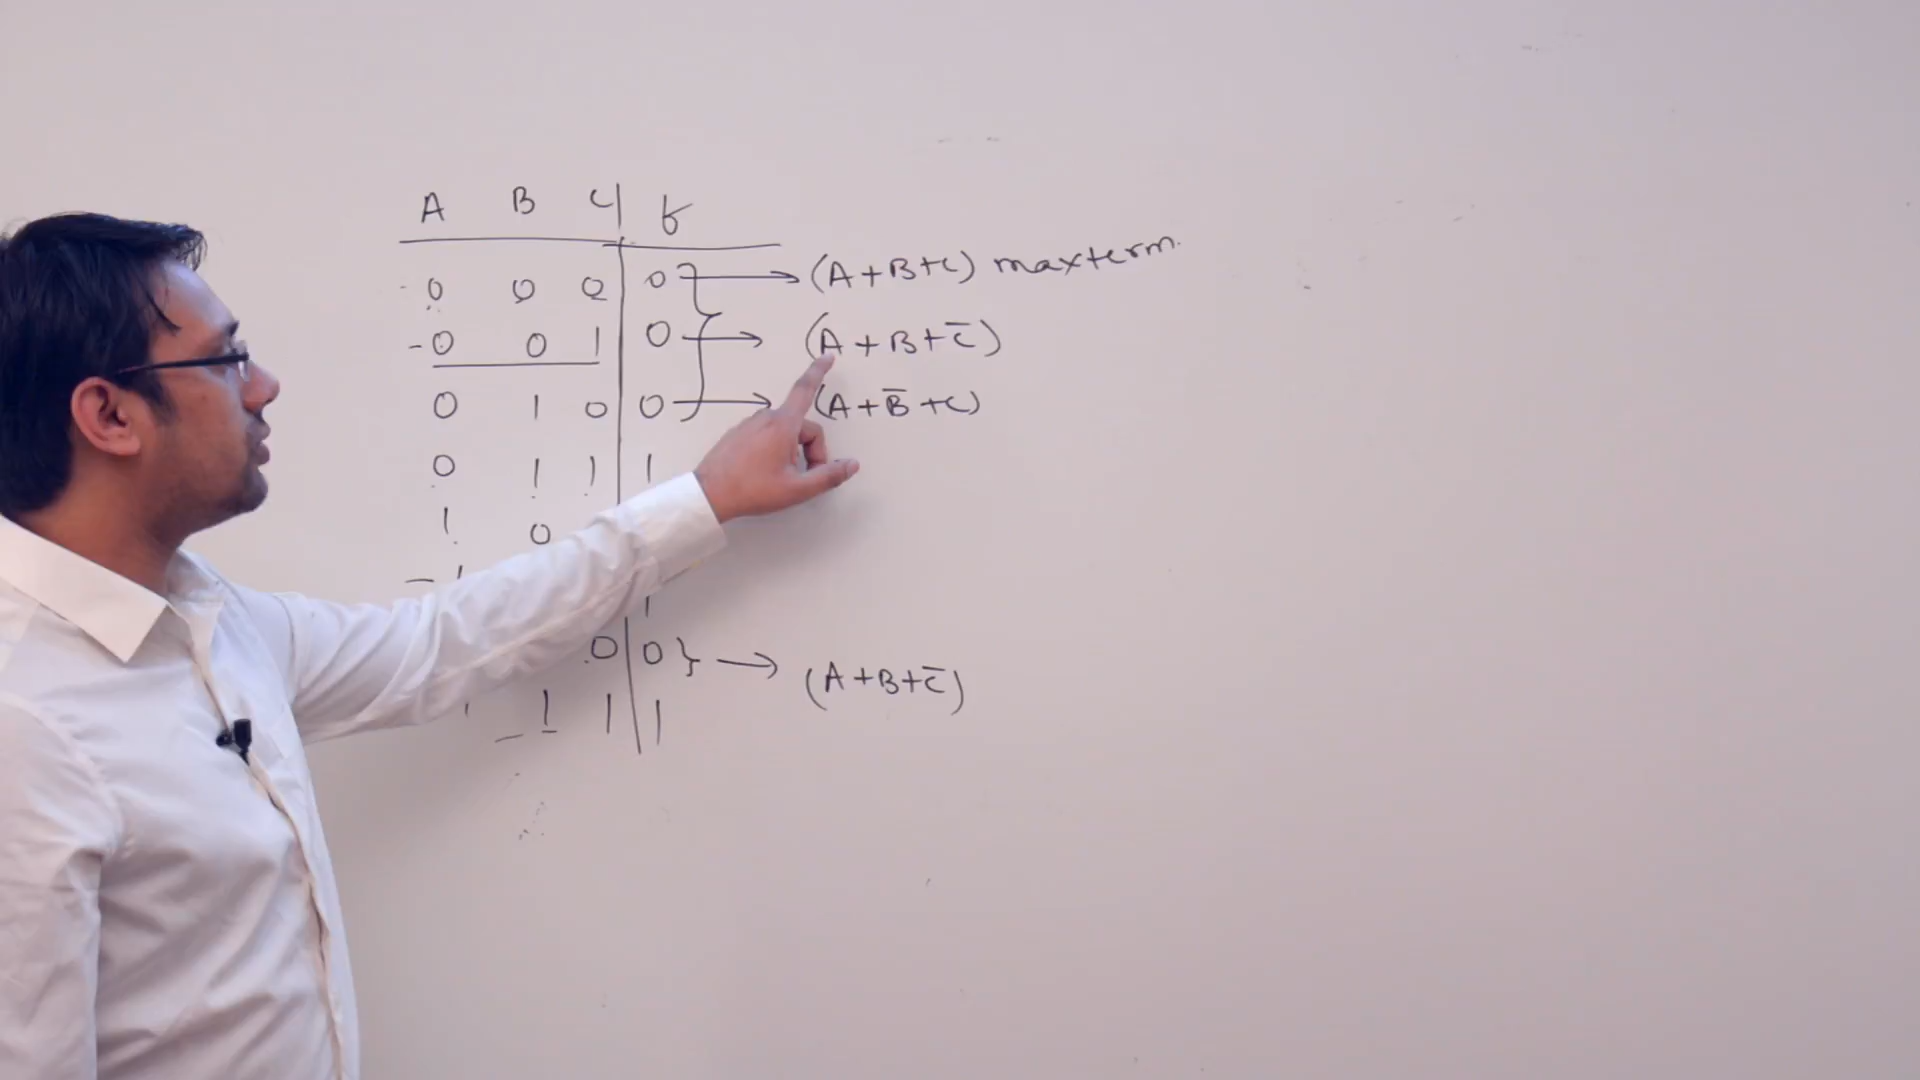 A B C f
0 0 0 0 → (A+B+C) maxterm.
0 0 1 0 → (A+B+C̅)
0 1 0 0 → (A+B̅+C)
0 1 1 1
1 0
1
0 0 } → (A+B+C̅)
1 1 1